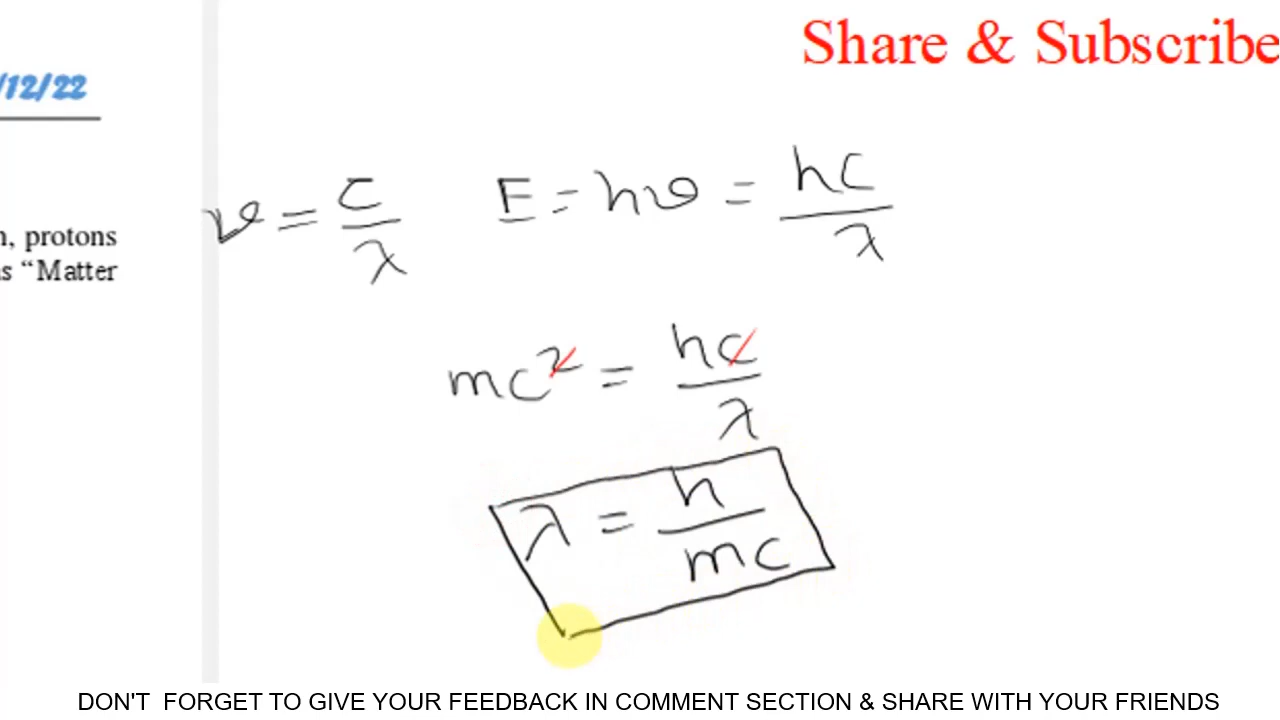 Share & Subscribe
/12/22
ν = c/λ E = hν = hc/λ
n, protons
s “Matter
mc² = hc/λ
λ = h/mc
DON'T FORGET TO GIVE YOUR FEEDBACK IN COMMENT SECTION & SHARE WITH YOUR FRIENDS